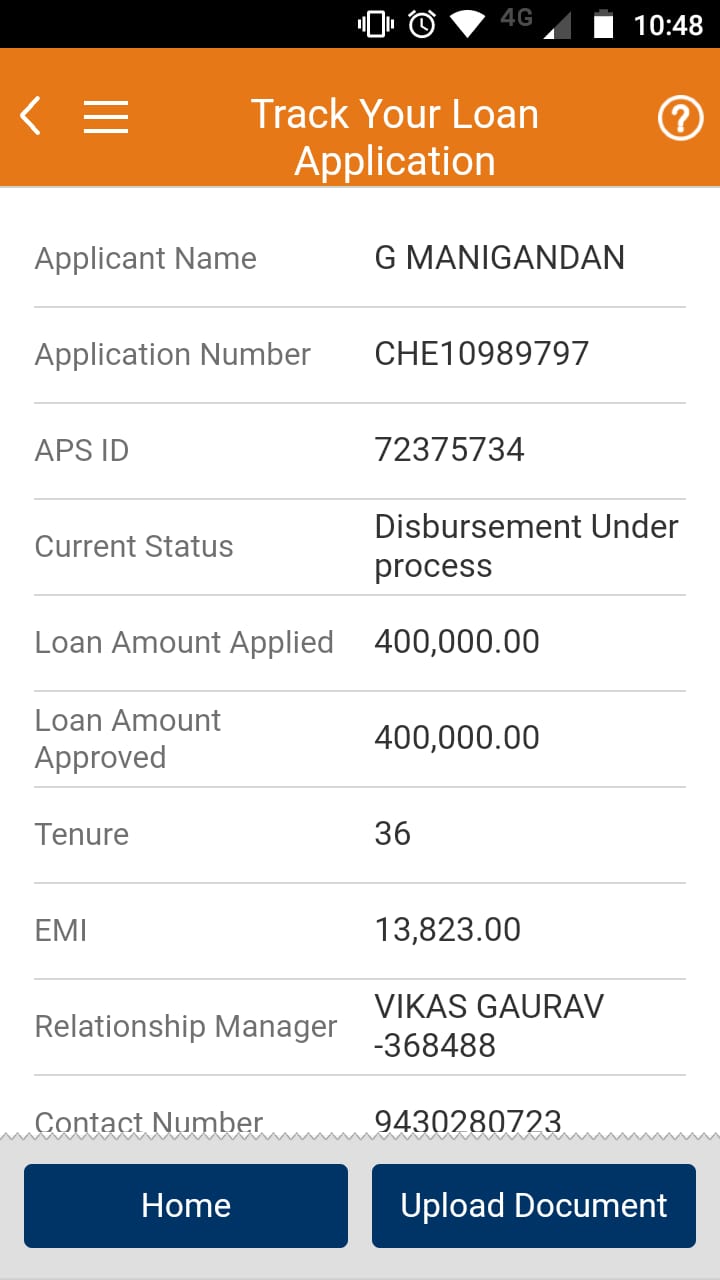 4G 10:48
Track Your Loan
Application
Applicant Name G MANIGANDAN
Application Number CHE10989797
APS ID 72375734
Current Status Disbursement Under
process
Loan Amount Applied 400,000.00
Loan Amount
Approved 400,000.00
Tenure 36
EMI 13,823.00
Relationship Manager VIKAS GAURAV
-368488
Contact Number 9430280723
Home Upload Document